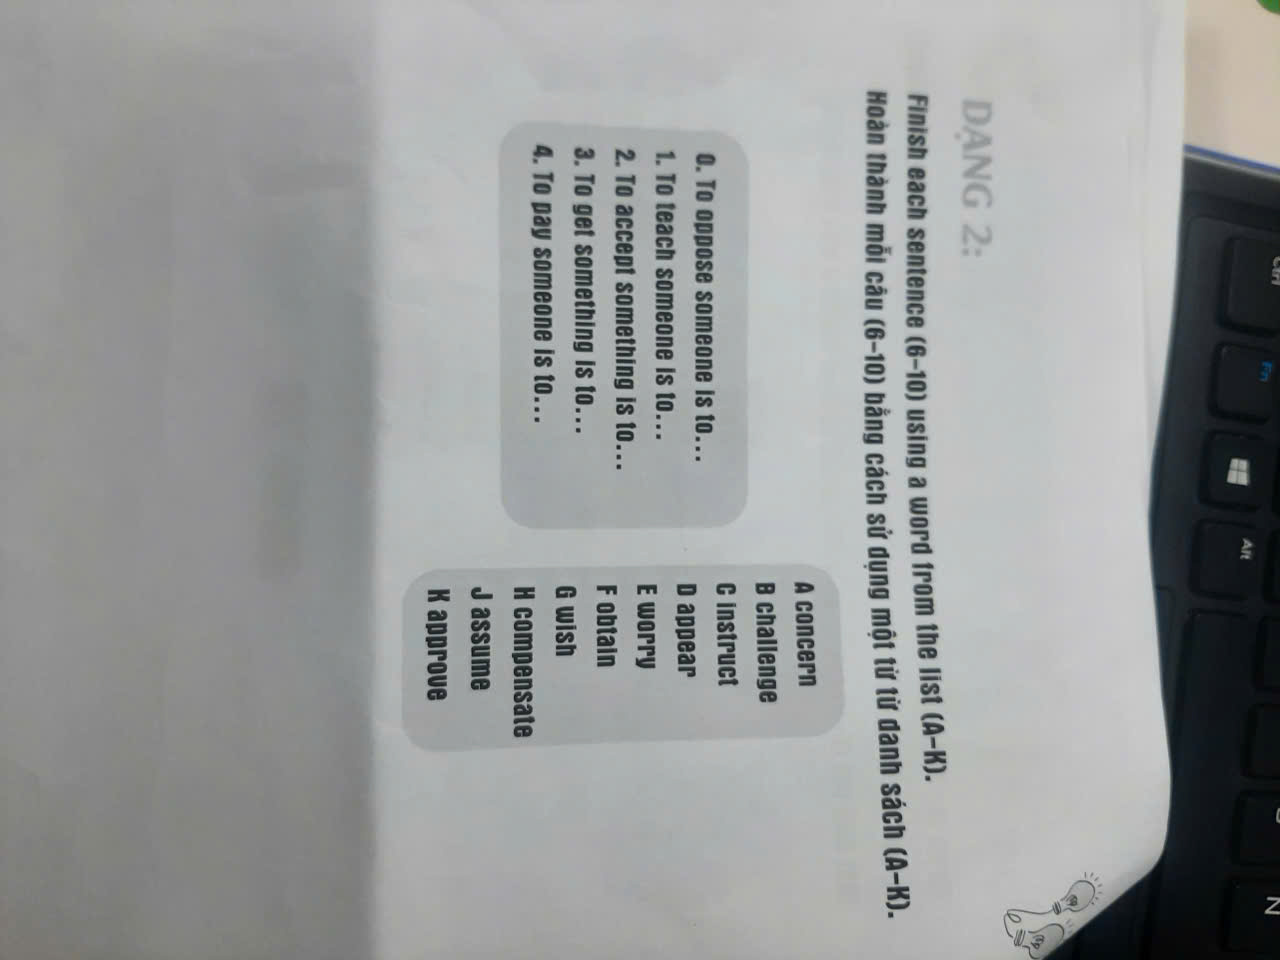 DẠNG 2:
Finish each sentence (6-10) using a word from the list (A-K).
Hoàn thành mỗi câu (6-10) bằng cách sử dụng một từ từ danh sách (A-K).
0. To oppose someone is to...
1. To teach someone is to...
2. To accept something is to...
3. To get something is to...
4. To pay someone is to...
A concern
B challenge
C instruct
D appear
E worry
F obtain
G wish
H compensate
J assume
K approve
Ctrl
Fn
Alt
N